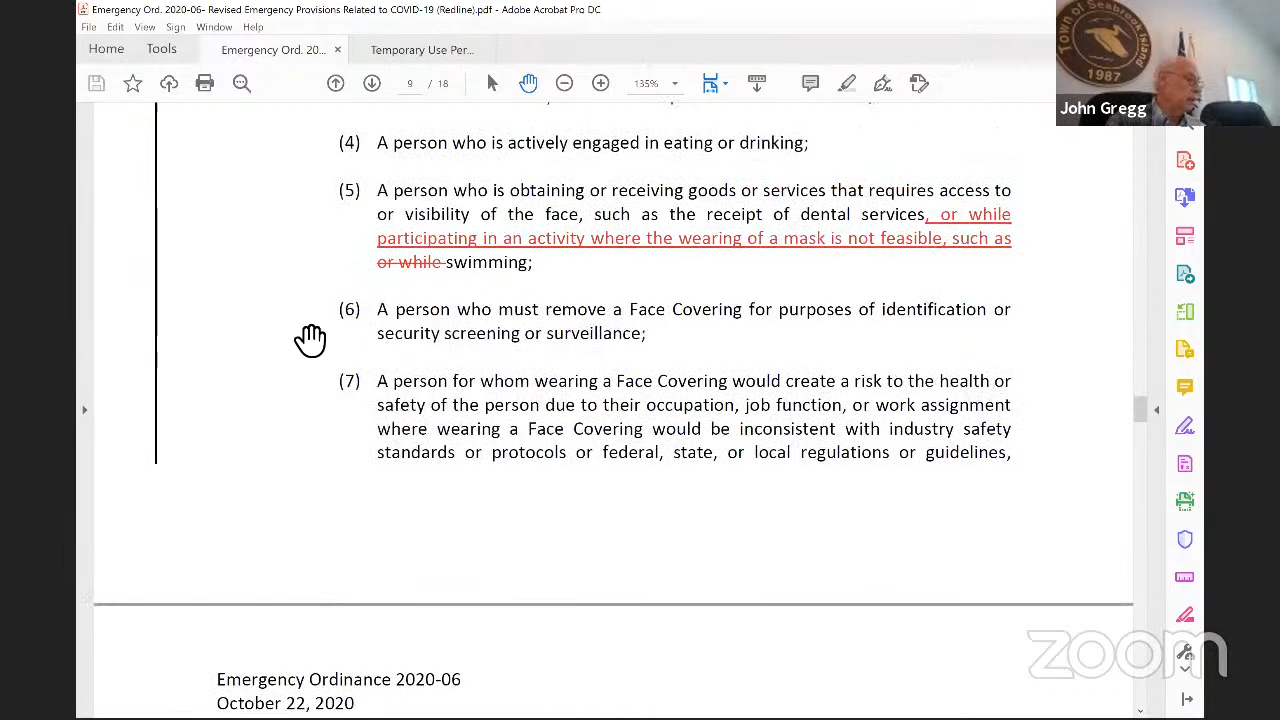 Emergency Ord. 2020-06- Revised Emergency Provisions Related to COVID-19 (Redline).pdf - Adobe Acrobat Pro DC
File Edit View Sign Window Help
Home Tools Emergency Ord. 20... × Temporary Use Per...
/ 18 135%
Town of Seabrook Island
1987
John Gregg
(4) A person who is actively engaged in eating or drinking;
(5) A person who is obtaining or receiving goods or services that requires access to
or visibility of the face, such as the receipt of dental services, or while
participating in an activity where the wearing of a mask is not feasible, such as
or while swimming;
(6) A person who must remove a Face Covering for purposes of identification or
security screening or surveillance;
(7) A person for whom wearing a Face Covering would create a risk to the health or
safety of the person due to their occupation, job function, or work assignment
where wearing a Face Covering would be inconsistent with industry safety
standards or protocols or federal, state, or local regulations or guidelines,
zoom
Emergency Ordinance 2020-06
October 22, 2020